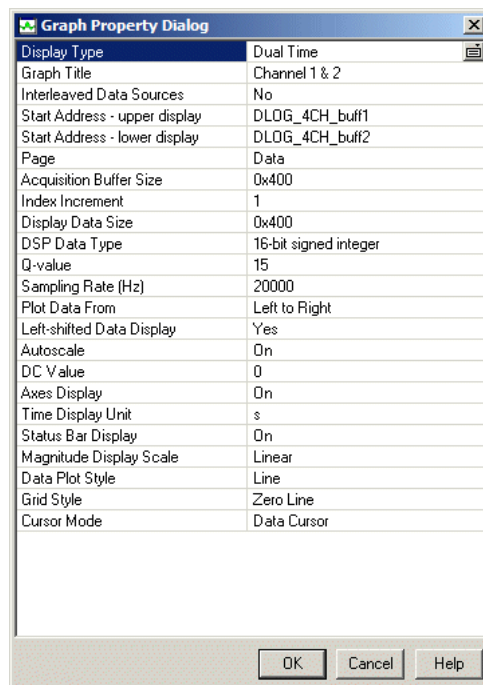 Graph Property Dialog
Display Type Dual Time
Graph Title Channel 1 & 2
Interleaved Data Sources No
Start Address - upper display DLOG_4CH_buff1
Start Address - lower display DLOG_4CH_buff2
Page Data
Acquisition Buffer Size 0x400
Index Increment 1
Display Data Size 0x400
DSP Data Type 16-bit signed integer
Q-value 15
Sampling Rate (Hz) 20000
Plot Data From Left to Right
Left-shifted Data Display Yes
Autoscale On
DC Value 0
Axes Display On
Time Display Unit s
Status Bar Display On
Magnitude Display Scale Linear
Data Plot Style Line
Grid Style Zero Line
Cursor Mode Data Cursor
OK Cancel Help